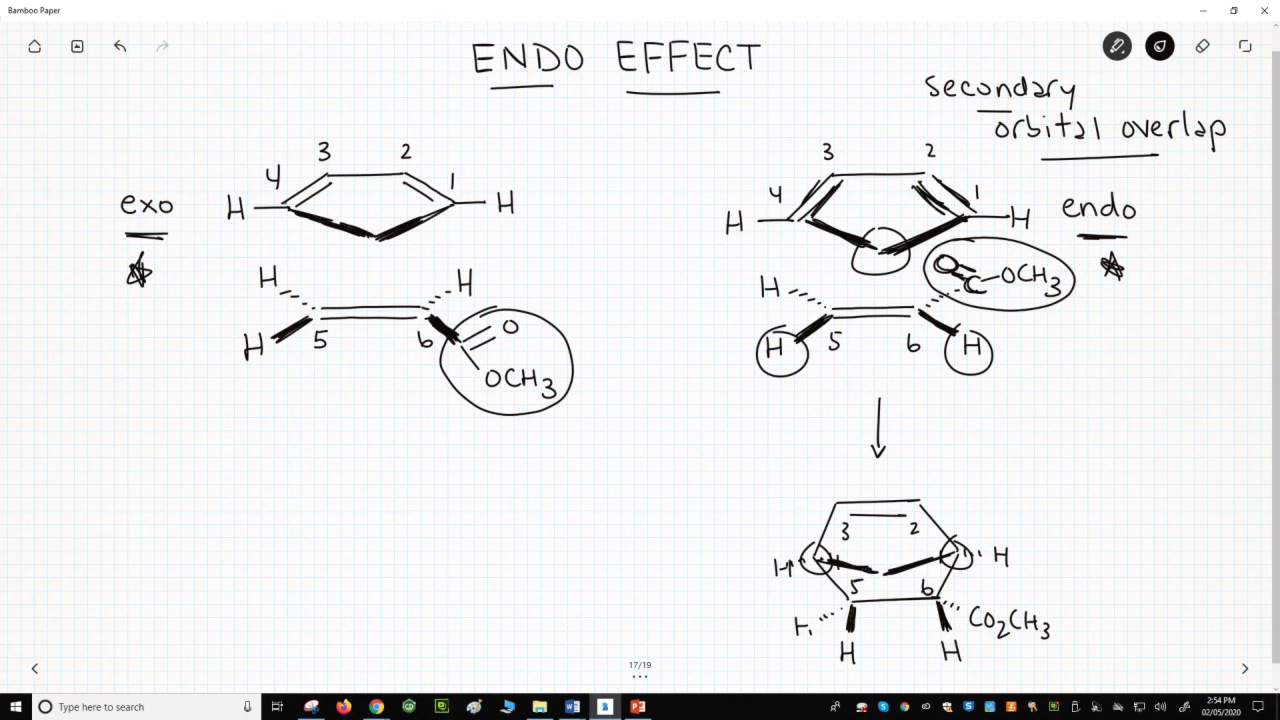 Bamboo Paper
ENDO EFFECT
secondary
orbital overlap
exo
4 3 2 1
H H
H H
H 5 6
O
OCH3
4 3 2 1
H H
endo
O
C OCH3
H
H 5 6 H
3 2
H 4 1 H
5 6
H CO2CH3
H H
17/19
Type here to search
2:54 PM
02/05/2020